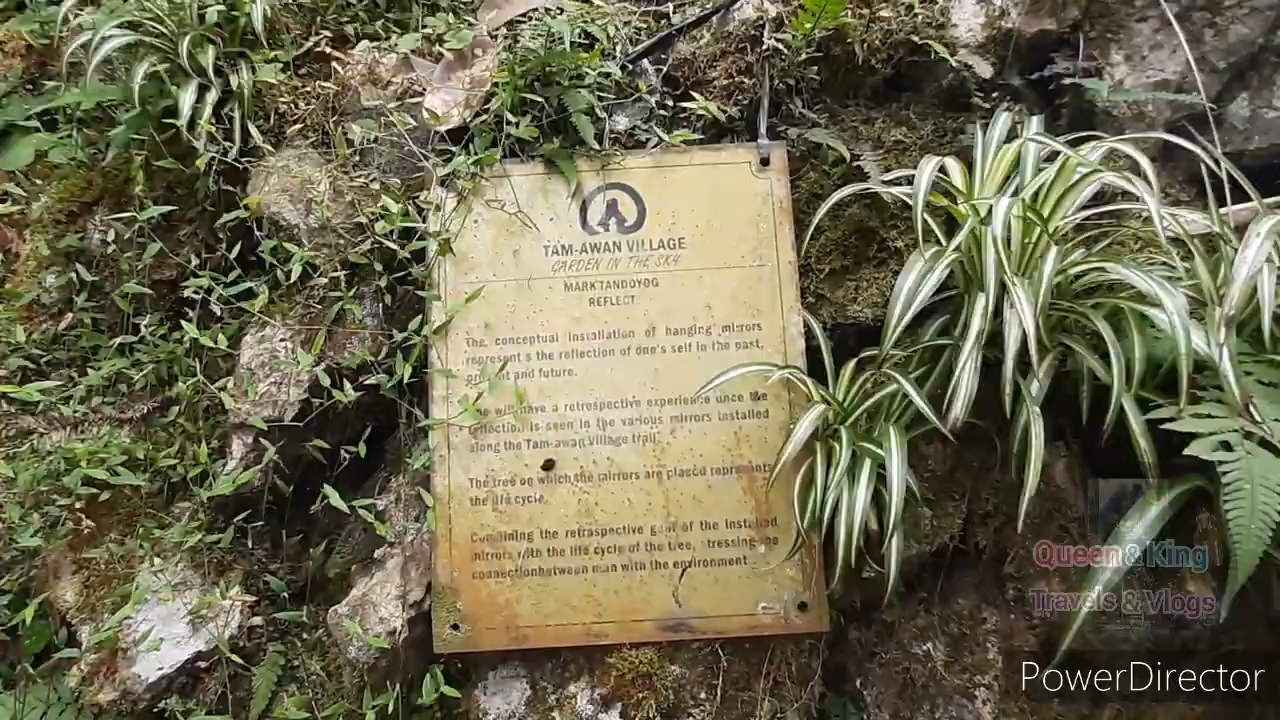 TAM-AWAN VILLAGE
GARDEN IN THE SKY
MARK TANDOYOG
REFLECT
The conceptual installation of hanging mirrors
represent s the reflection of one's self in the past,
and future.
will have a retrospective experience once the
reflection is seen in the various mirrors installed
along the Tam-awan Village trail.
The tree on which the mirrors are placed represents
the life cycle.
Combining the retrospective gaze of the installed
mirrors with the life cycle of the tree, stressing the
connectionbetween man with the environment
Queen & King
Travels & Vlogs
PowerDirector